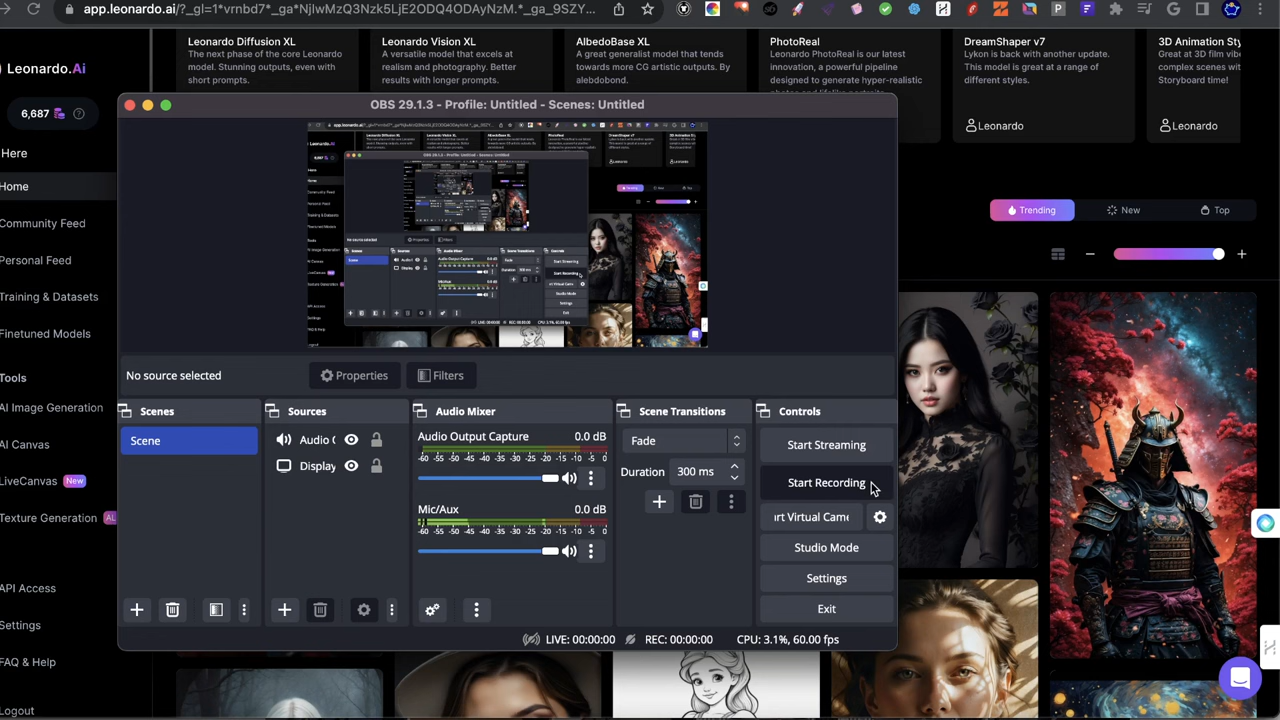 app.leonardo.ai/?_gl=1*vrnbd7*_ga*NjIwMzQ3Nzk5LjE2ODQ4ODAyNzM.*_ga_9SZY...
Leonardo.Ai
6,687
Here
Home
Community Feed
Personal Feed
Training & Datasets
Finetuned Models
Tools
AI Image Generation
AI Canvas
LiveCanvas New
Texture Generation AL
API Access
Settings
FAQ & Help
Logout
Leonardo Diffusion XL
The next phase of the core Leonardo
model. Stunning outputs, even with
short prompts.
Leonardo Vision XL
A versatile model that excels at
realism and photography. Better
results with longer prompts.
AlbedoBase XL
A great generalist model that tends
towards more CG artistic outputs. By
alebdobond.
PhotoReal
Leonardo PhotoReal is our latest
innovation, a powerful pipeline
designed to generate hyper-realistic
Leonardo
DreamShaper v7
Lykon is back with another update.
This model is great at a range of
different styles.
Leonardo
3D Animation Sty
Great at 3D film
complex scenes wit
Storyboard time!
Leonardo
Trending
New
Top
OBS 29.1.3 - Profile: Untitled - Scenes: Untitled
No source selected
Properties
Filters
Scenes
Scene
Sources
Audio
Display
Audio Mixer
Audio Output Capture 0.0 dB
-60 -55 -50 -45 -40 -35 -30 -25 -20 -15 -10 -5 0
Mic/Aux 0.0 dB
-60 -55 -50 -45 -40 -35 -30 -25 -20 -15 -10 -5 0
Scene Transitions
Fade
Duration 300 ms
Controls
Start Streaming
Start Recording
rt Virtual Came
Studio Mode
Settings
Exit
LIVE: 00:00:00 REC: 00:00:00 CPU: 3.1%, 60.00 fps